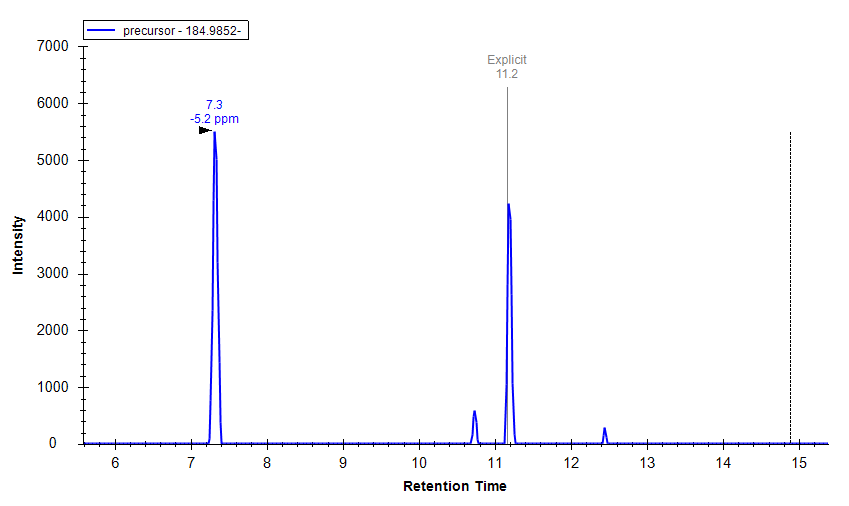 precursor - 184.9852-
Explicit
11.2
7.3
-5.2 ppm
7000
6000
5000
4000
3000
2000
1000
0
Intensity
6 7 8 9 10 11 12 13 14 15
Retention Time